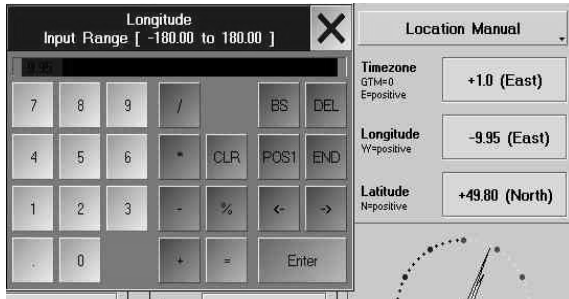 Longitude
Input Range [ -180.00 to 180.00 ]
-9.95
7 8 9 / BS DEL
4 5 6 * CLR POS1 END
1 2 3 - % <- ->
. 0 + = Enter
Location Manual
Timezone
GTM=0
E=positive
+1.0 (East)
Longitude
W=positive
-9.95 (East)
Latitude
N=positive
+49.80 (North)